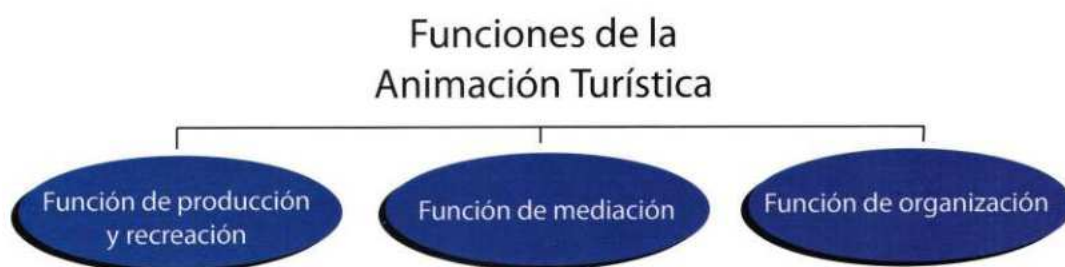 Funciones de la
Animación Turística
Función de producción
y recreación
Función de mediación
Función de organización